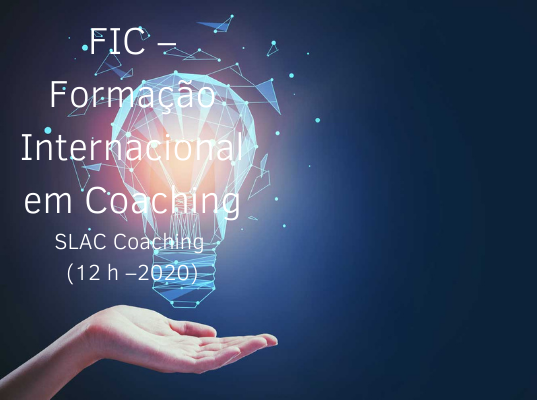 FIC –
Formação
Internacional
em Coaching
SLAC Coaching
(12 h –2020)